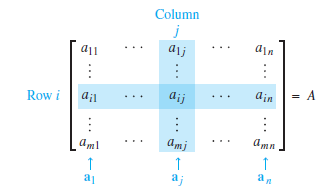 Column
j
a11 ··· a1j ··· a1n
⋮ ⋮ ⋮
Row i ai1 ··· aij ··· ain = A
⋮ ⋮ ⋮
am1 ··· amj ··· amn
↑ ↑ ↑
a1 aj an